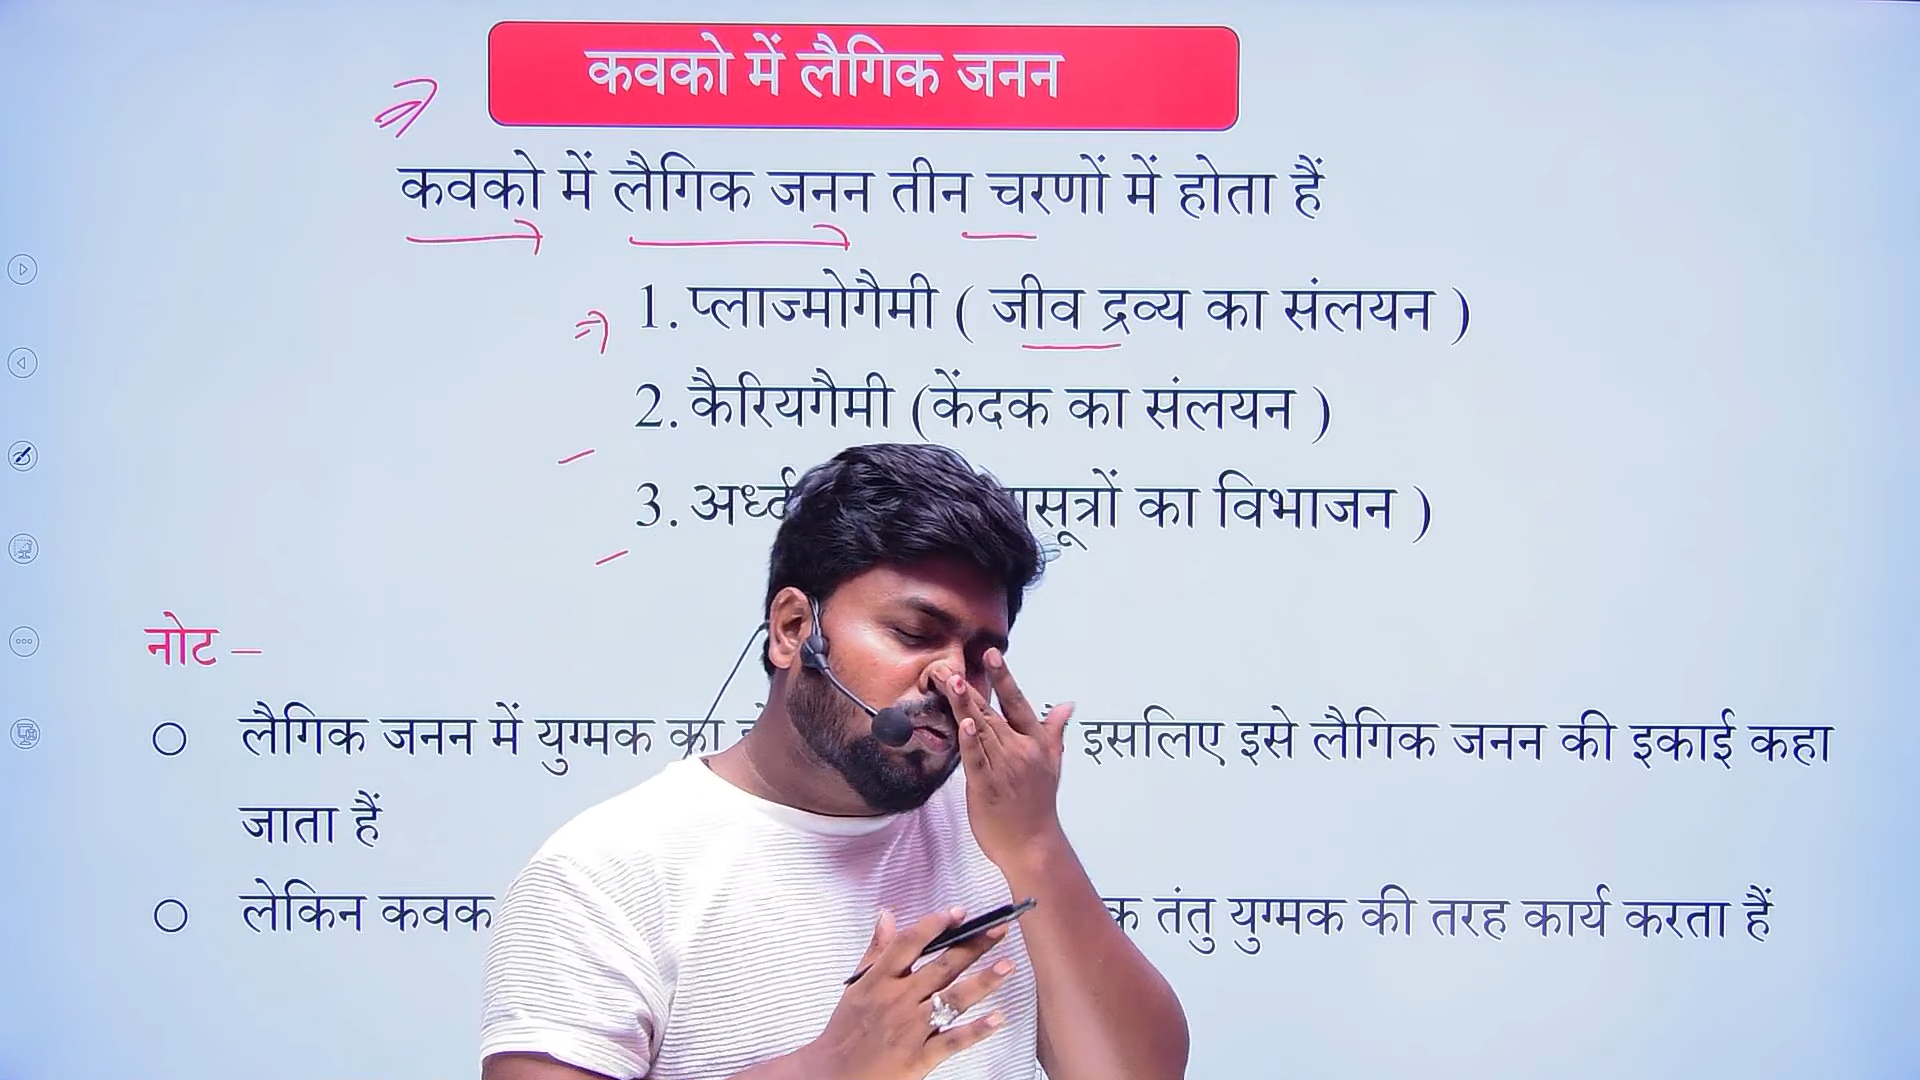 कवको में लैगिक जनन
कवको में लैगिक जनन तीन चरणों में होता हैं
1. प्लाज्मोगैमी ( जीव द्रव्य का संलयन )
2. कैरियगैमी (केंदक का संलयन )
3. का विभाजन )
नोट –
लैगिक जनन में युग्मक का इसलिए इसे लैगिक जनन की इकाई कहा
जाता हैं
लेकिन कवक तंतु युग्मक की तरह कार्य करता हैं